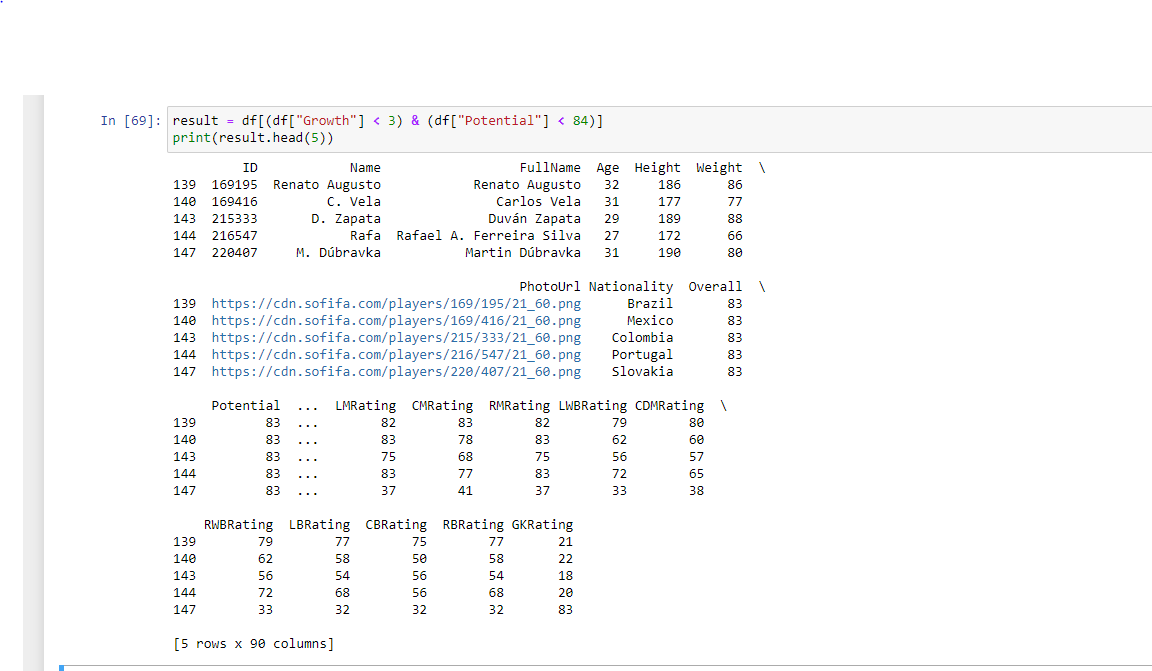 In [69]: result = df[(df["Growth"] < 3) & (df["Potential"] < 84)]
print(result.head(5))
ID Name FullName Age Height Weight \
139 169195 Renato Augusto Renato Augusto 32 186 86
140 169416 C. Vela Carlos Vela 31 177 77
143 215333 D. Zapata Duván Zapata 29 189 88
144 216547 Rafa Rafael A. Ferreira Silva 27 172 66
147 220407 M. Dúbravka Martin Dúbravka 31 190 80
PhotoUrl Nationality Overall \
139 https://cdn.sofifa.com/players/169/195/21_60.png Brazil 83
140 https://cdn.sofifa.com/players/169/416/21_60.png Mexico 83
143 https://cdn.sofifa.com/players/215/333/21_60.png Colombia 83
144 https://cdn.sofifa.com/players/216/547/21_60.png Portugal 83
147 https://cdn.sofifa.com/players/220/407/21_60.png Slovakia 83
Potential ... LMRating CMRating RMRating LWBRating CDMRating \
139 83 ... 82 83 82 79 80
140 83 ... 83 78 83 62 60
143 83 ... 75 68 75 56 57
144 83 ... 83 77 83 72 65
147 83 ... 37 41 37 33 38
RWBRating LBRating CBRating RBRating GKRating
139 79 77 75 77 21
140 62 58 50 58 22
143 56 54 56 54 18
144 72 68 56 68 20
147 33 32 32 32 83
[5 rows x 90 columns]